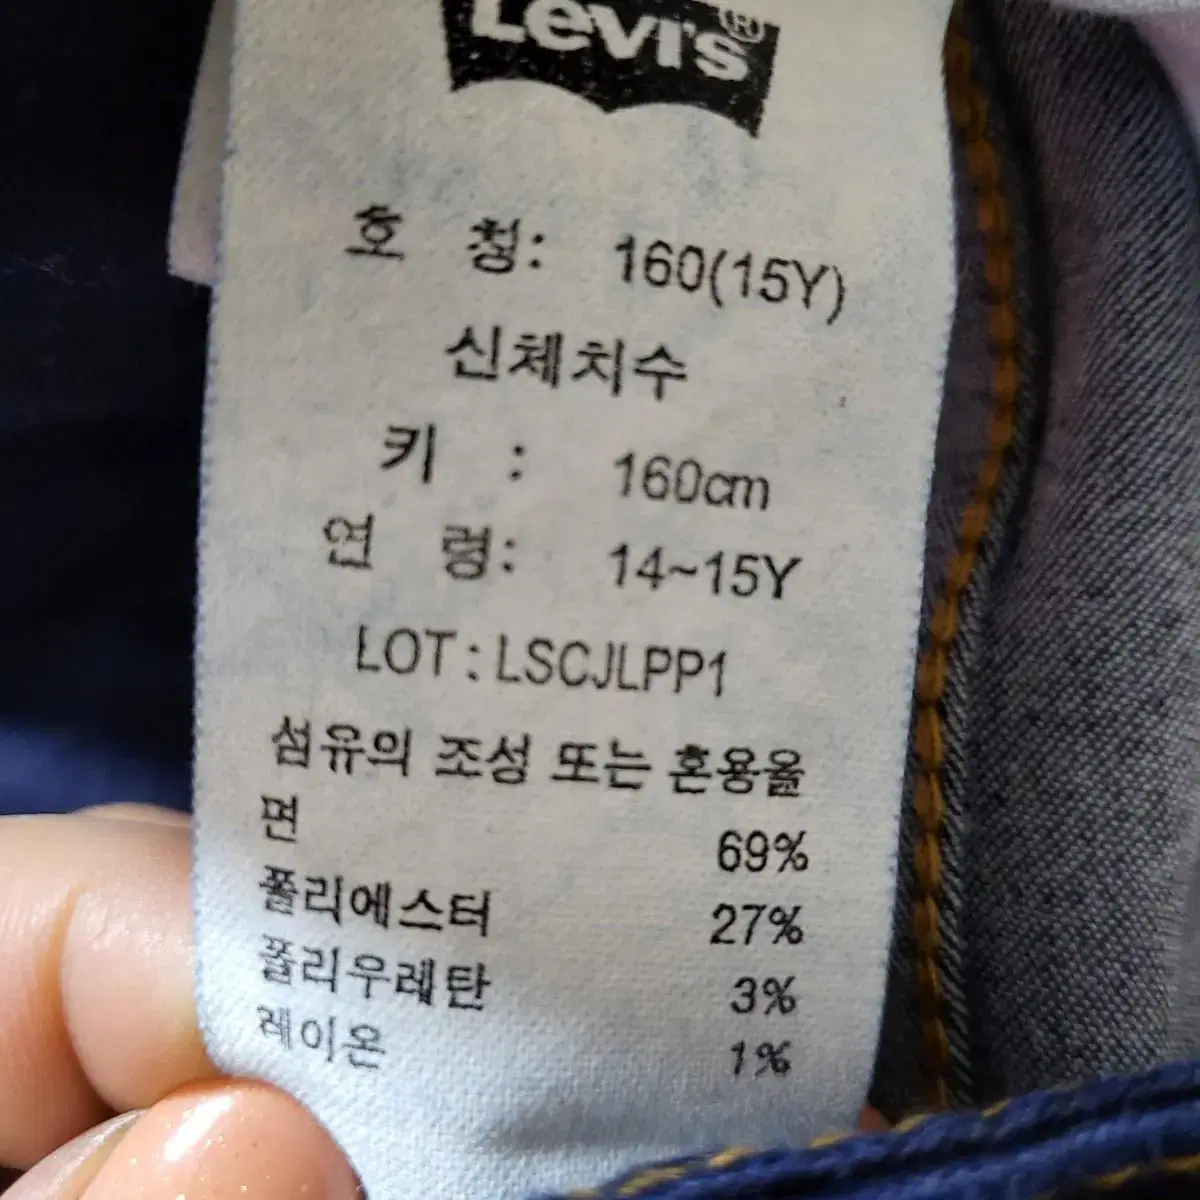 Levi's®
호 칭: 160(15Y)
신체치수
키 : 160cm
연 령: 14~15Y
LOT : LSCJLPP1
섬유의 조성 또는 혼용율
면 69%
폴리에스터 27%
폴리우레탄 3%
레이온 1%